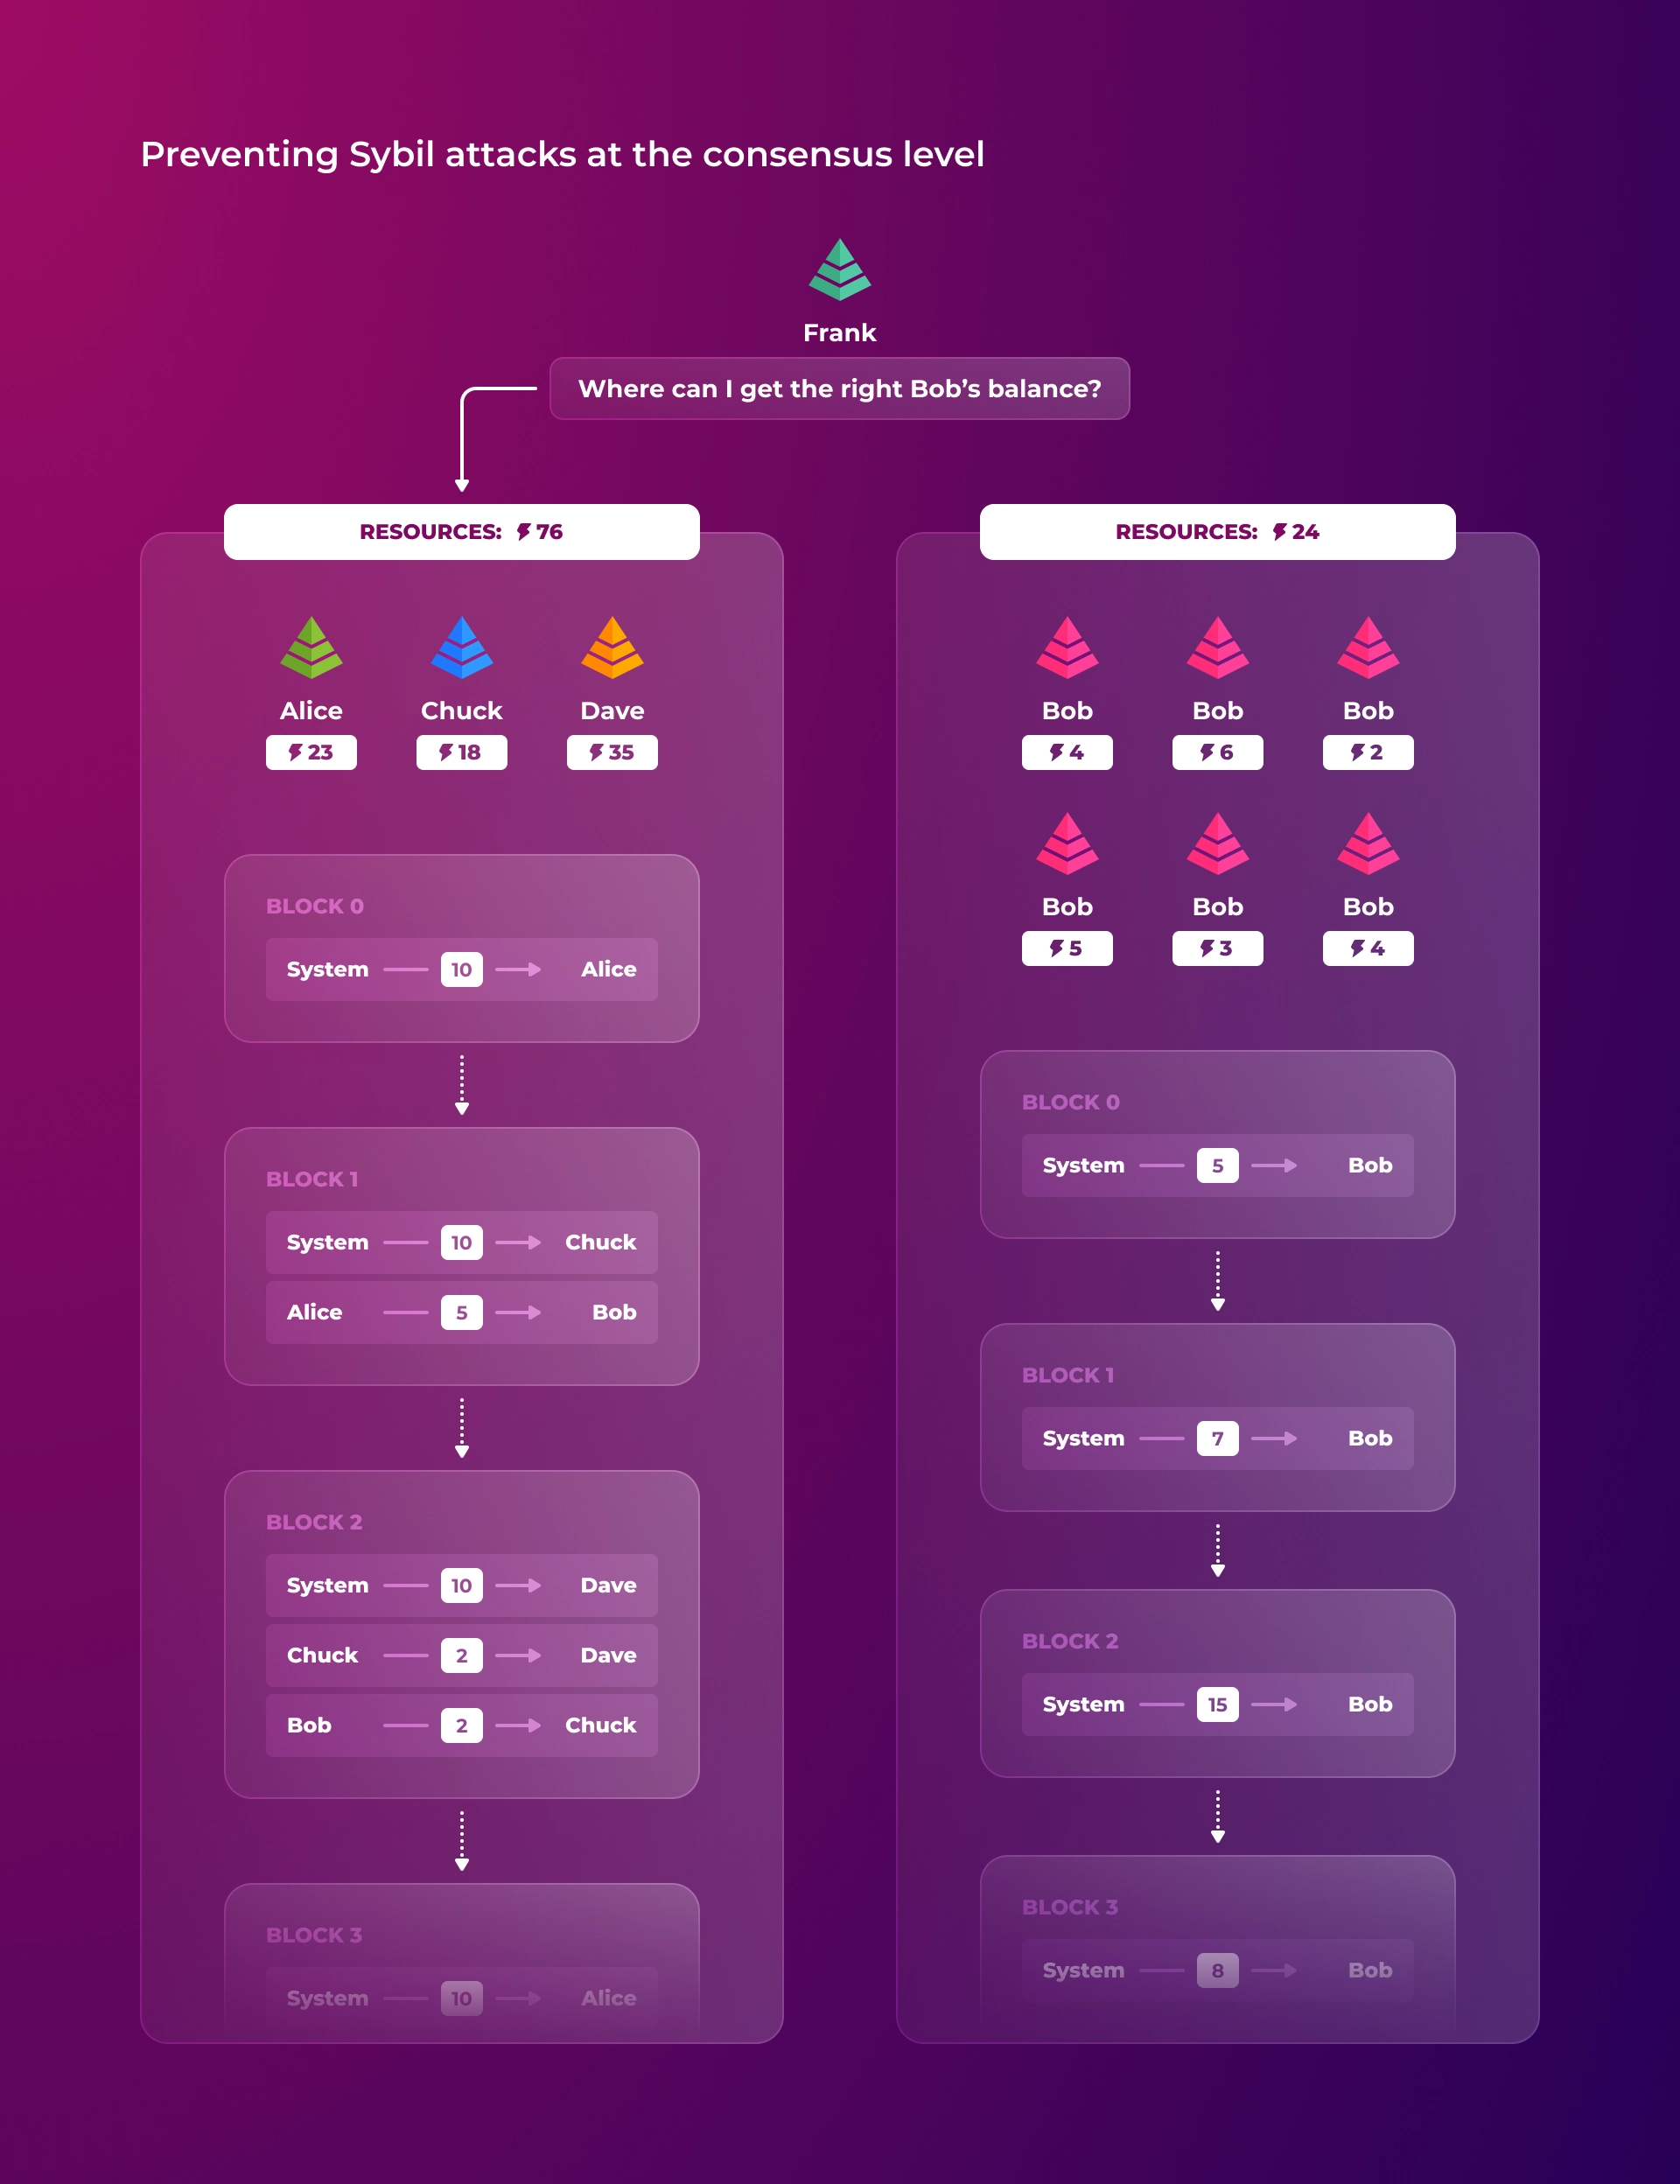 Preventing Sybil attacks at the consensus level
Frank
Where can I get the right Bob’s balance?
RESOURCES: 76
Alice Chuck Dave
23 18 35
BLOCK 0
System 10 Alice
BLOCK 1
System 10 Chuck
Alice 5 Bob
BLOCK 2
System 10 Dave
Chuck 2 Dave
Bob 2 Chuck
BLOCK 3
System 10 Alice
RESOURCES: 24
Bob Bob Bob
4 6 2
Bob Bob Bob
5 3 4
BLOCK 0
System 5 Bob
BLOCK 1
System 7 Bob
BLOCK 2
System 15 Bob
BLOCK 3
System 8 Bob